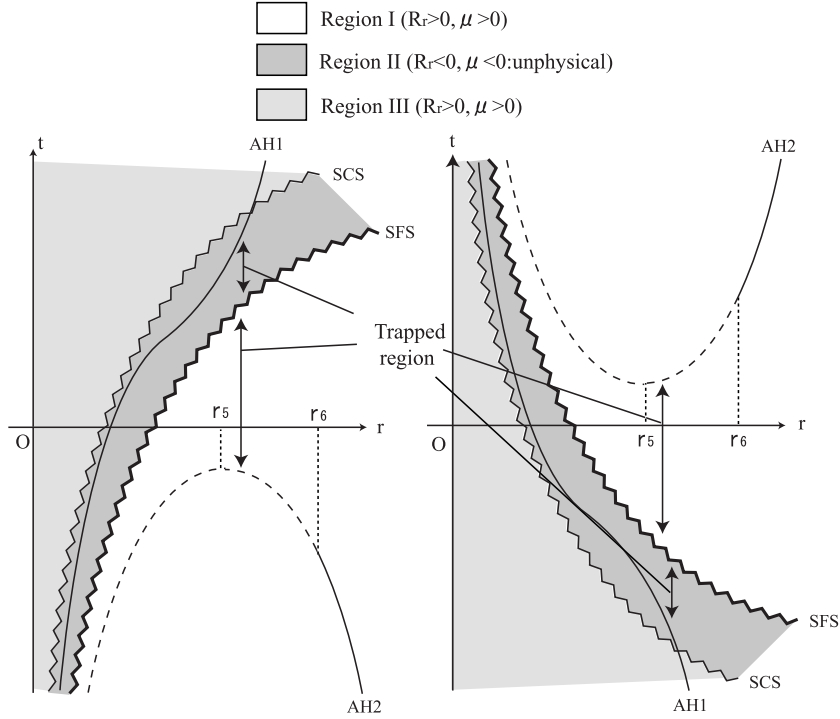 Region I (Rr>0, μ>0)
Region II (Rr<0, μ<0:unphysical)
Region III (Rr>0, μ>0)
t
AH1
SCS
SFS
Trapped
region
r5
r6
r
O
AH2
t
AH2
r
O
r5
r6
SFS
SCS
AH1